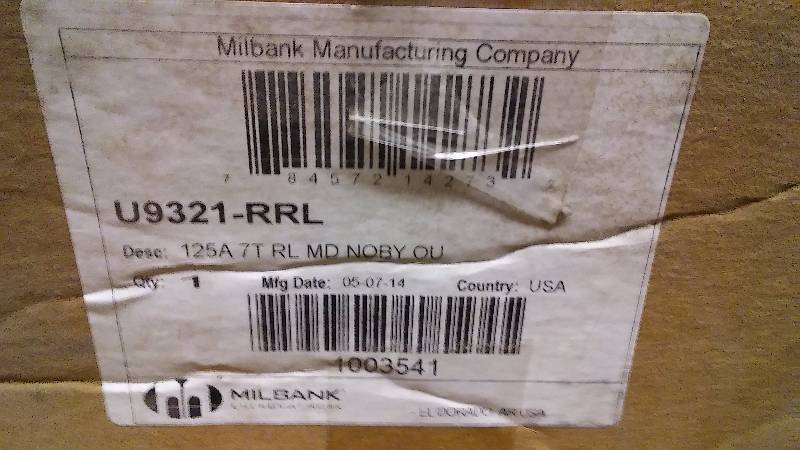 Milbank Manufacturing Company
7 84572 14273 2
U9321-RRL
Desc: 125A 7T RL MD NOBY OU
Qty: 1 Mfg Date: 05-07-14 Country: USA
1003541
MILBANK
EL DORADO, AR USA